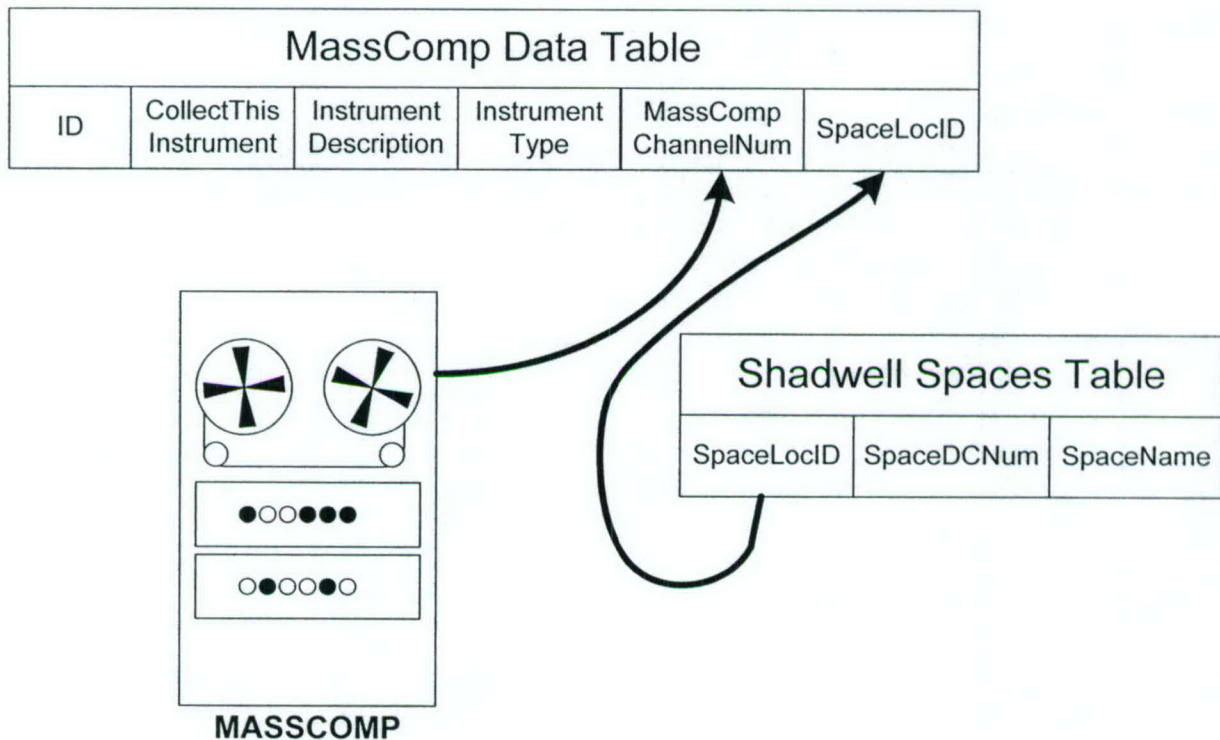 MassComp Data Table
ID
CollectThis
Instrument
Instrument
Description
Instrument
Type
MassComp
ChannelNum
SpaceLocID
Shadwell Spaces Table
SpaceLocID
SpaceDCNum
SpaceName
MASSCOMP